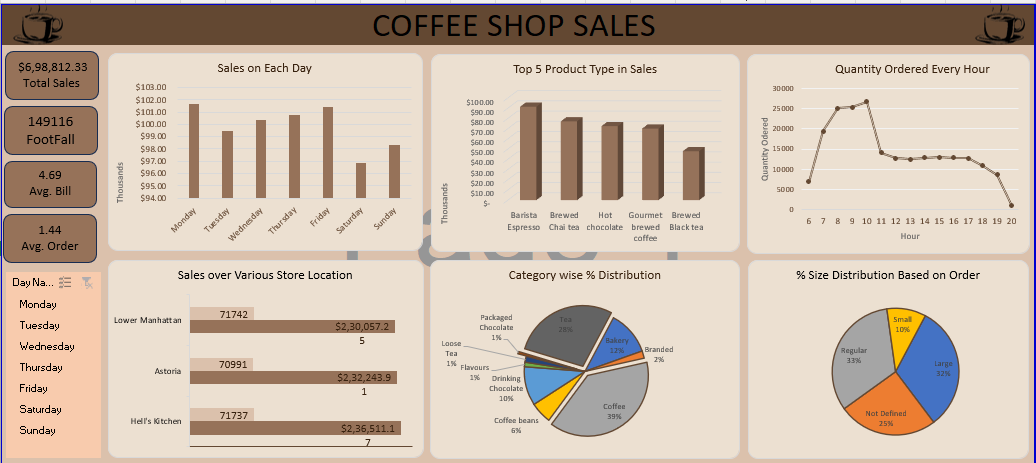 COFFEE SHOP SALES
$6,98,812.33
Total Sales
149116
FootFall
4.69
Avg. Bill
1.44
Avg. Order
Day Na...
Monday
Tuesday
Wednesday
Thursday
Friday
Saturday
Sunday
Sales on Each Day
Thousands
$103.00
$102.00
$101.00
$100.00
$99.00
$98.00
$97.00
$96.00
$95.00
$94.00
Monday
Tuesday
Wednesday
Thursday
Friday
Saturday
Sunday
Top 5 Product Type in Sales
Thousands
$100.00
$90.00
$80.00
$70.00
$60.00
$50.00
$40.00
$30.00
$20.00
$10.00
$-
Barista
Espresso
Brewed
Chai tea
Hot
chocolate
Gourmet
brewed
coffee
Brewed
Black tea
Quantity Ordered Every Hour
Quantity Ordered
30000
25000
20000
15000
10000
5000
0
6 7 8 9 10 11 12 13 14 15 16 17 18 19 20
Hour
Sales over Various Store Location
Lower Manhattan
71742
$2,30,057.2
5
Astoria
70991
$2,32,243.9
1
Hell's Kitchen
71737
$2,36,511.1
7
Category wise % Distribution
Tea
28%
Bakery
12%
Branded
2%
Coffee
39%
Coffee beans
6%
Drinking
Chocolate
10%
Flavours
1%
Loose
Tea
1%
Packaged
Chocolate
1%
% Size Distribution Based on Order
Small
10%
Large
32%
Not Defined
25%
Regular
33%